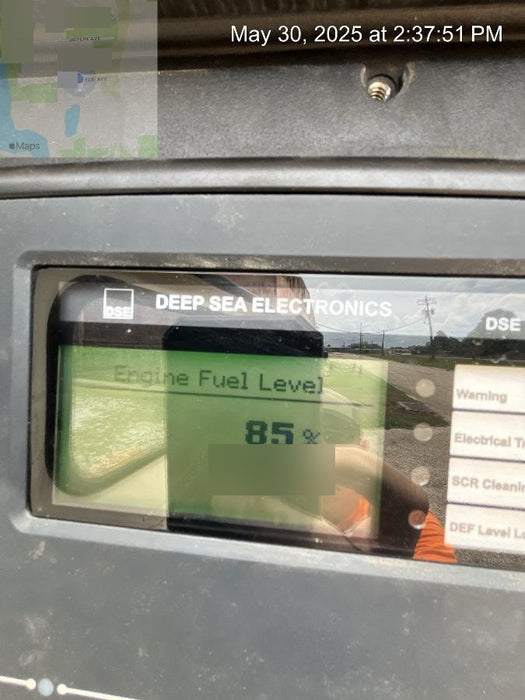 May 30, 2025 at 2:37:51 PM
Maps
DSE
DEEP SEA ELECTRONICS
DSE
Engine Fuel Level
85 %
Warning
Electrical Tr
SCR Cleanin
DEF Level Lo